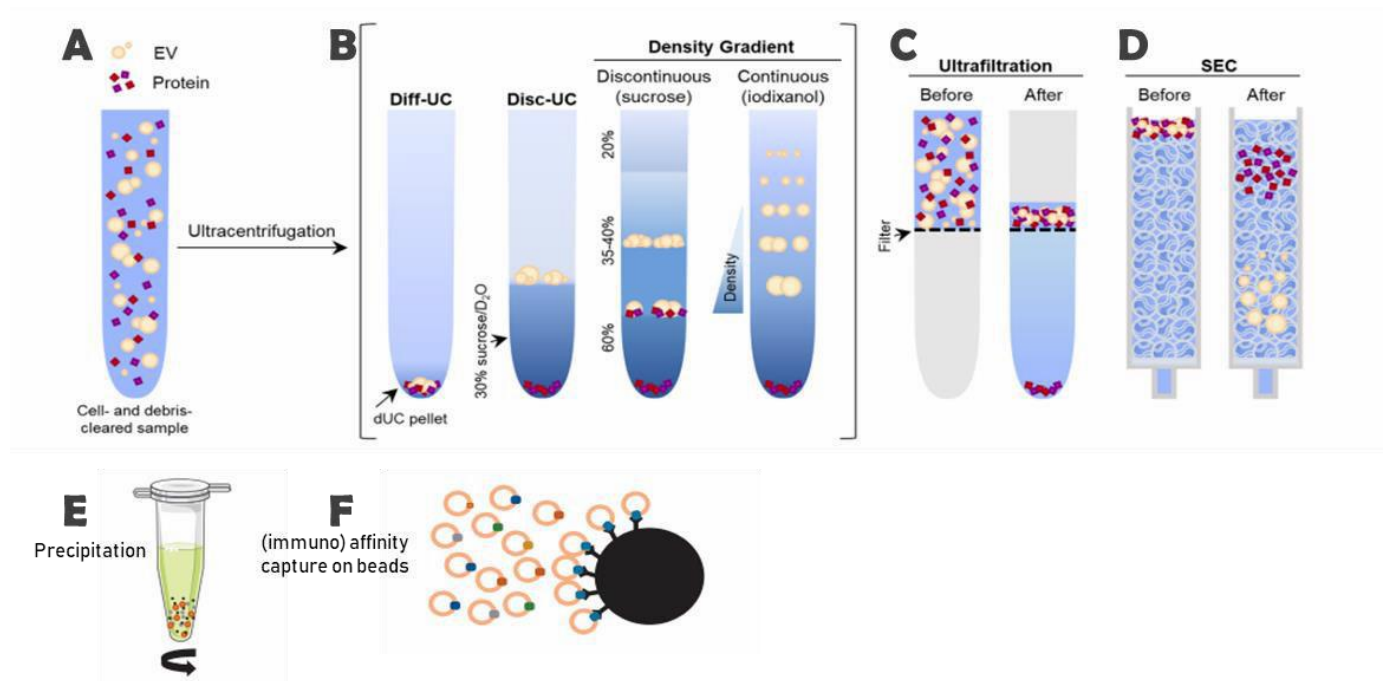 A
EV
Protein
Ultracentrifugation
Cell- and debris-
cleared sample
B
Diff-UC
dUC pellet
Disc-UC
30% sucrose/D₂O
Density Gradient
Discontinuous
(sucrose)
20%
35-40%
60%
Continuous
(iodixanol)
Density
C
Ultrafiltration
Before
After
Filter
D
SEC
Before
After
E
Precipitation
F
(immuno) affinity
capture on beads